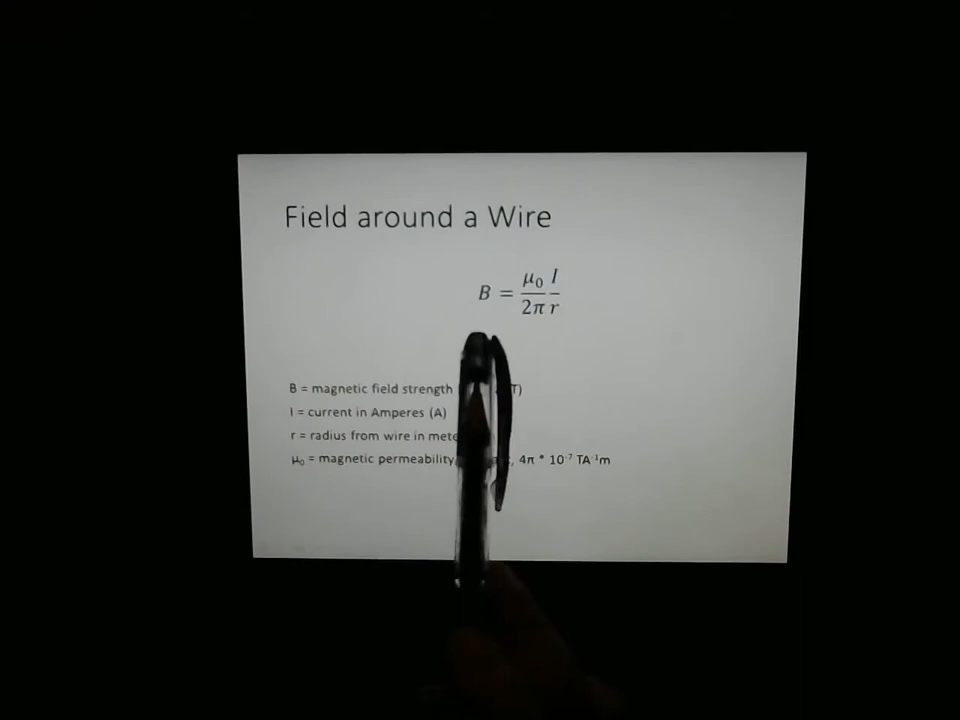 Field around a Wire
B = μ₀/2π I/r
B = magnetic field strength T)
I = current in Amperes (A)
r = radius from wire in
μ₀ = magnetic permeability, 4π * 10⁻⁷ TA⁻¹m